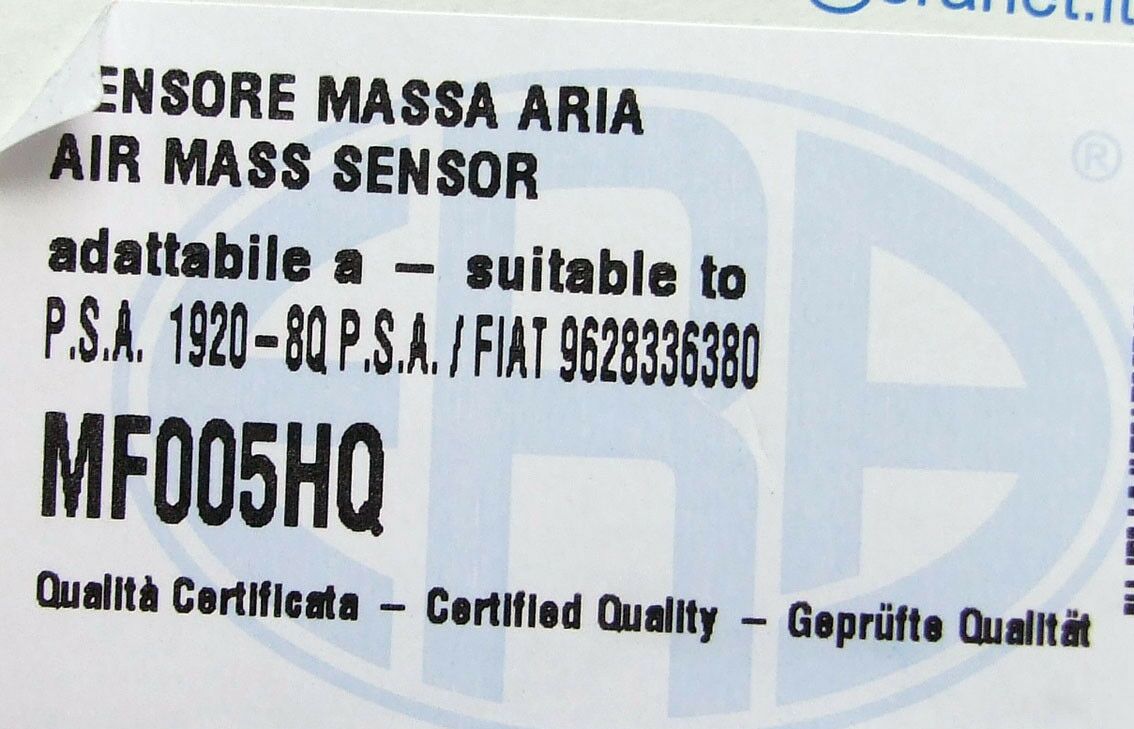 ENSORE MASSA ARIA
AIR MASS SENSOR
adattabile a – suitable to
P.S.A. 1920-8Q P.S.A. / FIAT 9628336380
MF005HQ
Qualità Certificata – Certified Quality – Geprüfte Qualität
ERA
®